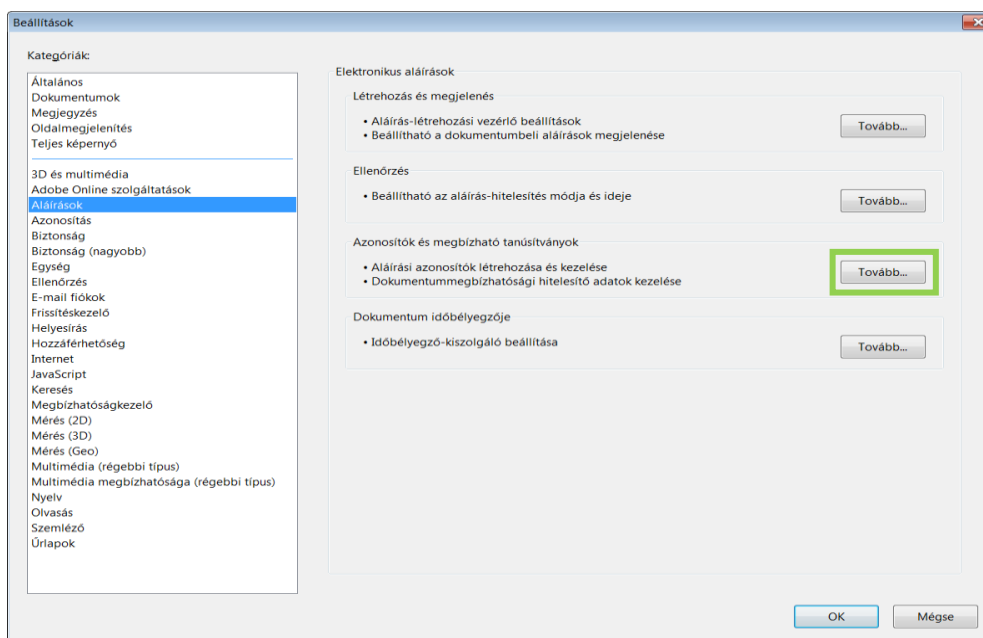 Beállítások
Kategóriák:
Általános
Dokumentumok
Megjegyzés
Oldalmegjelenítés
Teljes képernyő
3D és multimédia
Adobe Online szolgáltatások
Aláírások
Azonosítás
Biztonság
Biztonság (nagyobb)
Egység
Ellenőrzés
E-mail fiókok
Frissítéskezelő
Helyesírás
Hozzáférhetőség
Internet
JavaScript
Keresés
Megbízhatóságkezelő
Mérés (2D)
Mérés (3D)
Mérés (Geo)
Multimédia (régebbi típus)
Multimédia megbízhatósága (régebbi típus)
Nyelv
Olvasás
Szemléző
Űrlapok
Elektronikus aláírások
Létrehozás és megjelenés
• Aláírás-létrehozási vezérlő beállítások
• Beállítható a dokumentumbeli aláírások megjelenése
Tovább...
Ellenőrzés
• Beállítható az aláírás-hitelesítés módja és ideje
Tovább...
Azonosítók és megbízható tanúsítványok
• Aláírási azonosítók létrehozása és kezelése
• Dokumentummegbízhatósági hitelesítő adatok kezelése
Tovább...
Dokumentum időbélyegzője
• Időbélyegző-kiszolgáló beállítása
Tovább...
OK
Mégse